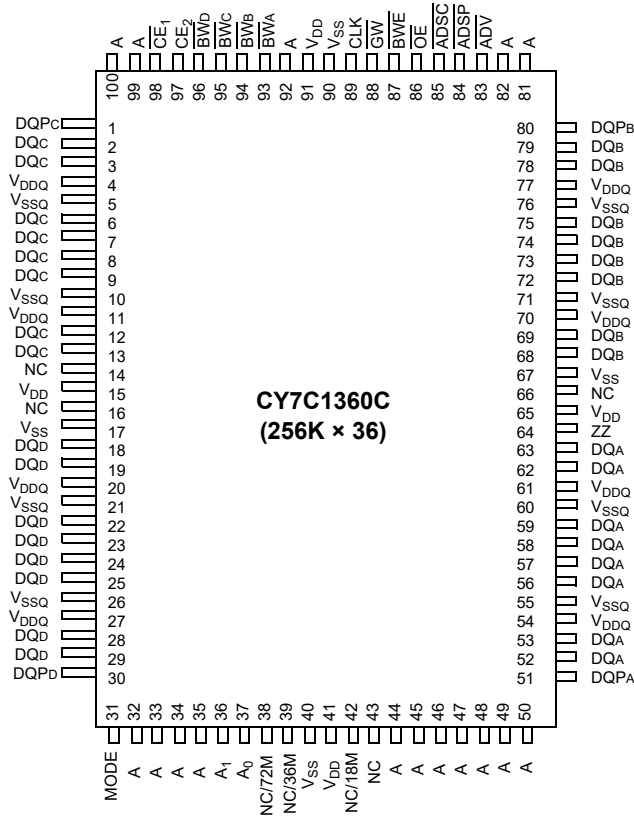 A
A
CE1
CE2
BWD
BWC
BWB
BWA
A
VDD
VSS
CLK
GW
BWE
OE
ADSC
ADSP
ADV
A
A
100
99
98
97
96
95
94
93
92
91
90
89
88
87
86
85
84
83
82
81
DQPC 1
DQC 2
DQC 3
VDDQ 4
VSSQ 5
DQC 6
DQC 7
DQC 8
DQC 9
VSSQ 10
VDDQ 11
DQC 12
DQC 13
NC 14
VDD 15
NC 16
VSS 17
DQD 18
DQD 19
VDDQ 20
VSSQ 21
DQD 22
DQD 23
DQD 24
DQD 25
VSSQ 26
VDDQ 27
DQD 28
DQD 29
DQPD 30
CY7C1360C
(256K × 36)
80 DQPB
79 DQB
78 DQB
77 VDDQ
76 VSSQ
75 DQB
74 DQB
73 DQB
72 DQB
71 VSSQ
70 VDDQ
69 DQB
68 DQB
67 VSS
66 NC
65 VDD
64 ZZ
63 DQA
62 DQA
61 VDDQ
60 VSSQ
59 DQA
58 DQA
57 DQA
56 DQA
55 VSSQ
54 VDDQ
53 DQA
52 DQA
51 DQPA
31
32
33
34
35
36
37
38
39
40
41
42
43
44
45
46
47
48
49
50
MODE
A
A
A
A
A1
A0
NC/72M
NC/36M
VSS
VDD
NC/18M
NC
A
A
A
A
A
A
A